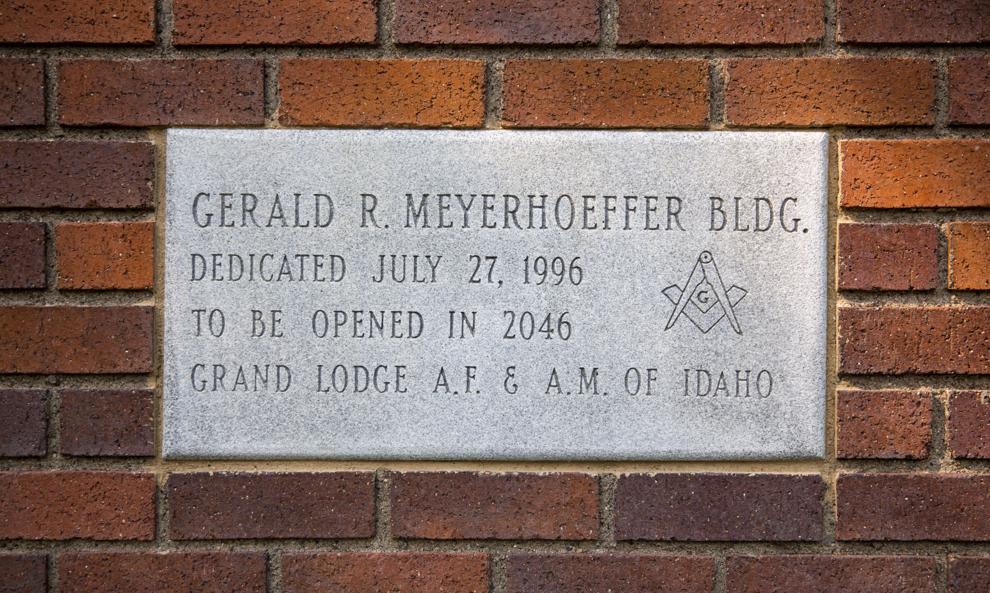 GERALD R. MEYERHOEFFER BLDG.
DEDICATED JULY 27, 1996
TO BE OPENED IN 2046
G
GRAND LODGE A.F. & A.M. OF IDAHO